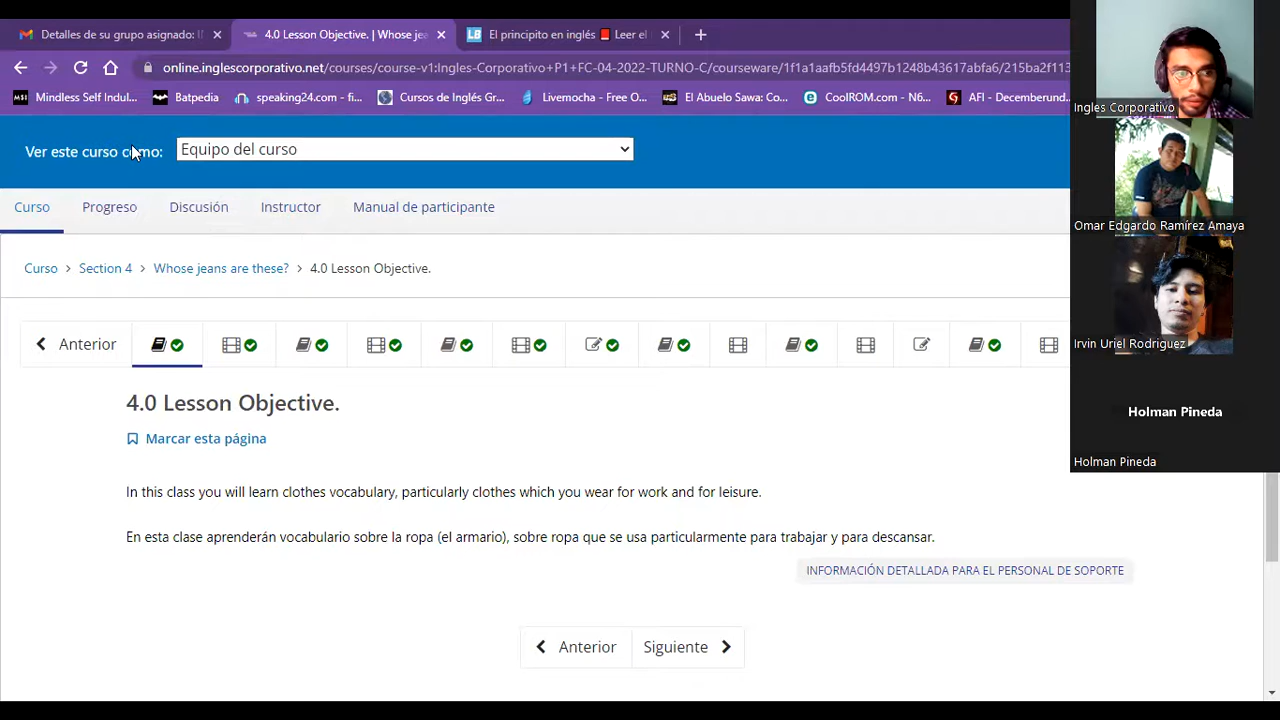 Detalles de su grupo asignado: I
4.0 Lesson Objective. | Whose jea
El principito en inglés Leer el
online.inglescorporativo.net/courses/course-v1:Ingles-Corporativo+P1+FC-04-2022-TURNO-C/courseware/1f1a1aafb5fd4497b1248b43617abfa6/215ba2f113
Mindless Self Indul...
Batpedia
speaking24.com - fi...
Cursos de Inglés Gr...
Livemocha - Free O...
El Abuelo Sawa: Co...
CoolROM.com - N6...
AFI - Decemberund...
Ver este curso como:
Equipo del curso
Curso
Progreso
Discusión
Instructor
Manual de participante
Curso > Section 4 > Whose jeans are these? > 4.0 Lesson Objective.
Anterior
4.0 Lesson Objective.
Marcar esta página
In this class you will learn clothes vocabulary, particularly clothes which you wear for work and for leisure.
En esta clase aprenderán vocabulario sobre la ropa (el armario), sobre ropa que se usa particularmente para trabajar y para descansar.
INFORMACIÓN DETALLADA PARA EL PERSONAL DE SOPORTE
Anterior
Siguiente
Ingles Corporativo
Omar Edgardo Ramírez Amaya
Irvin Uriel Rodriguez
Holman Pineda
Holman Pineda